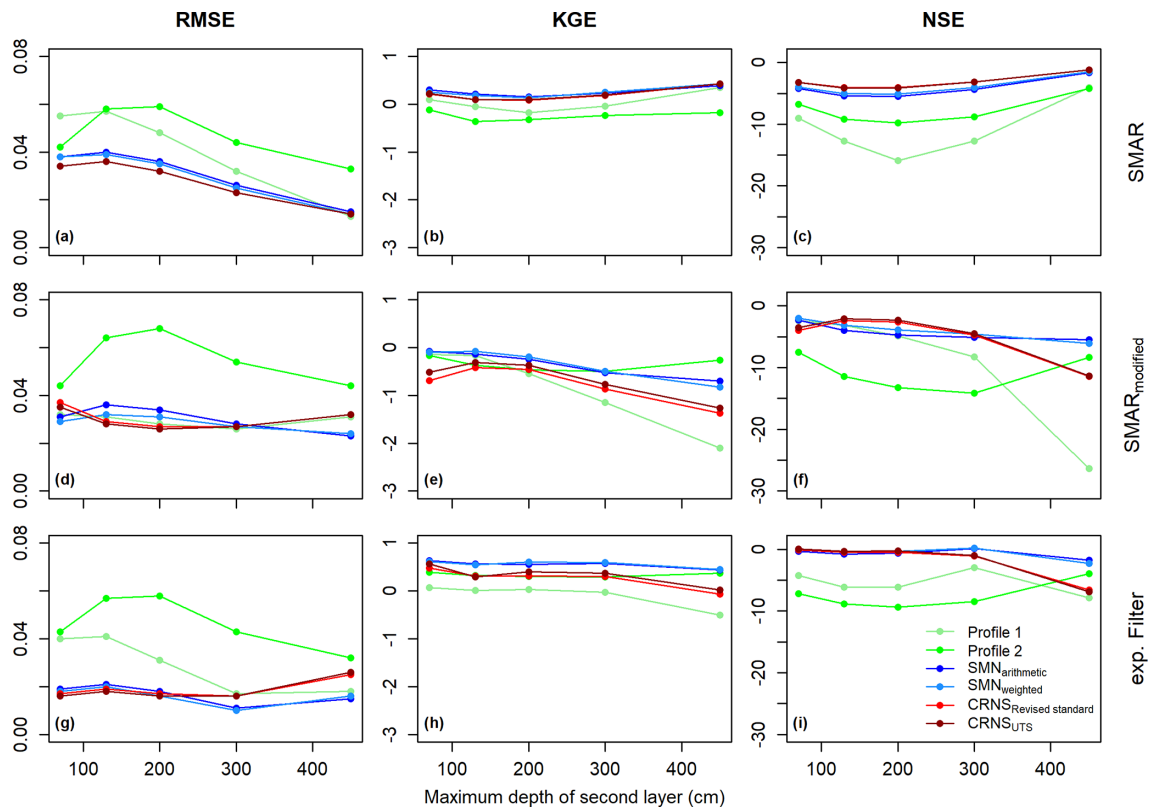 RMSE KGE NSE
0.00 0.04 0.08
(a)
-3 -2 -1 0 1
(b)
-30 -20 -10 0
(c)
SMAR
0.00 0.04 0.08
(d)
-3 -2 -1 0 1
(e)
-30 -25 -20 -15 -10 -5 0
(f)
SMARmodified
0.00 0.04 0.08
(g)
-3 -2 -1 0 1
(h)
-30 -20 -10 0
(i)
Profile 1
Profile 2
SMNarithmetic
SMNweighted
CRNSRevised standard
CRNSUTS
exp. Filter
100 200 300 400 100 200 300 400 100 200 300 400
Maximum depth of second layer (cm)